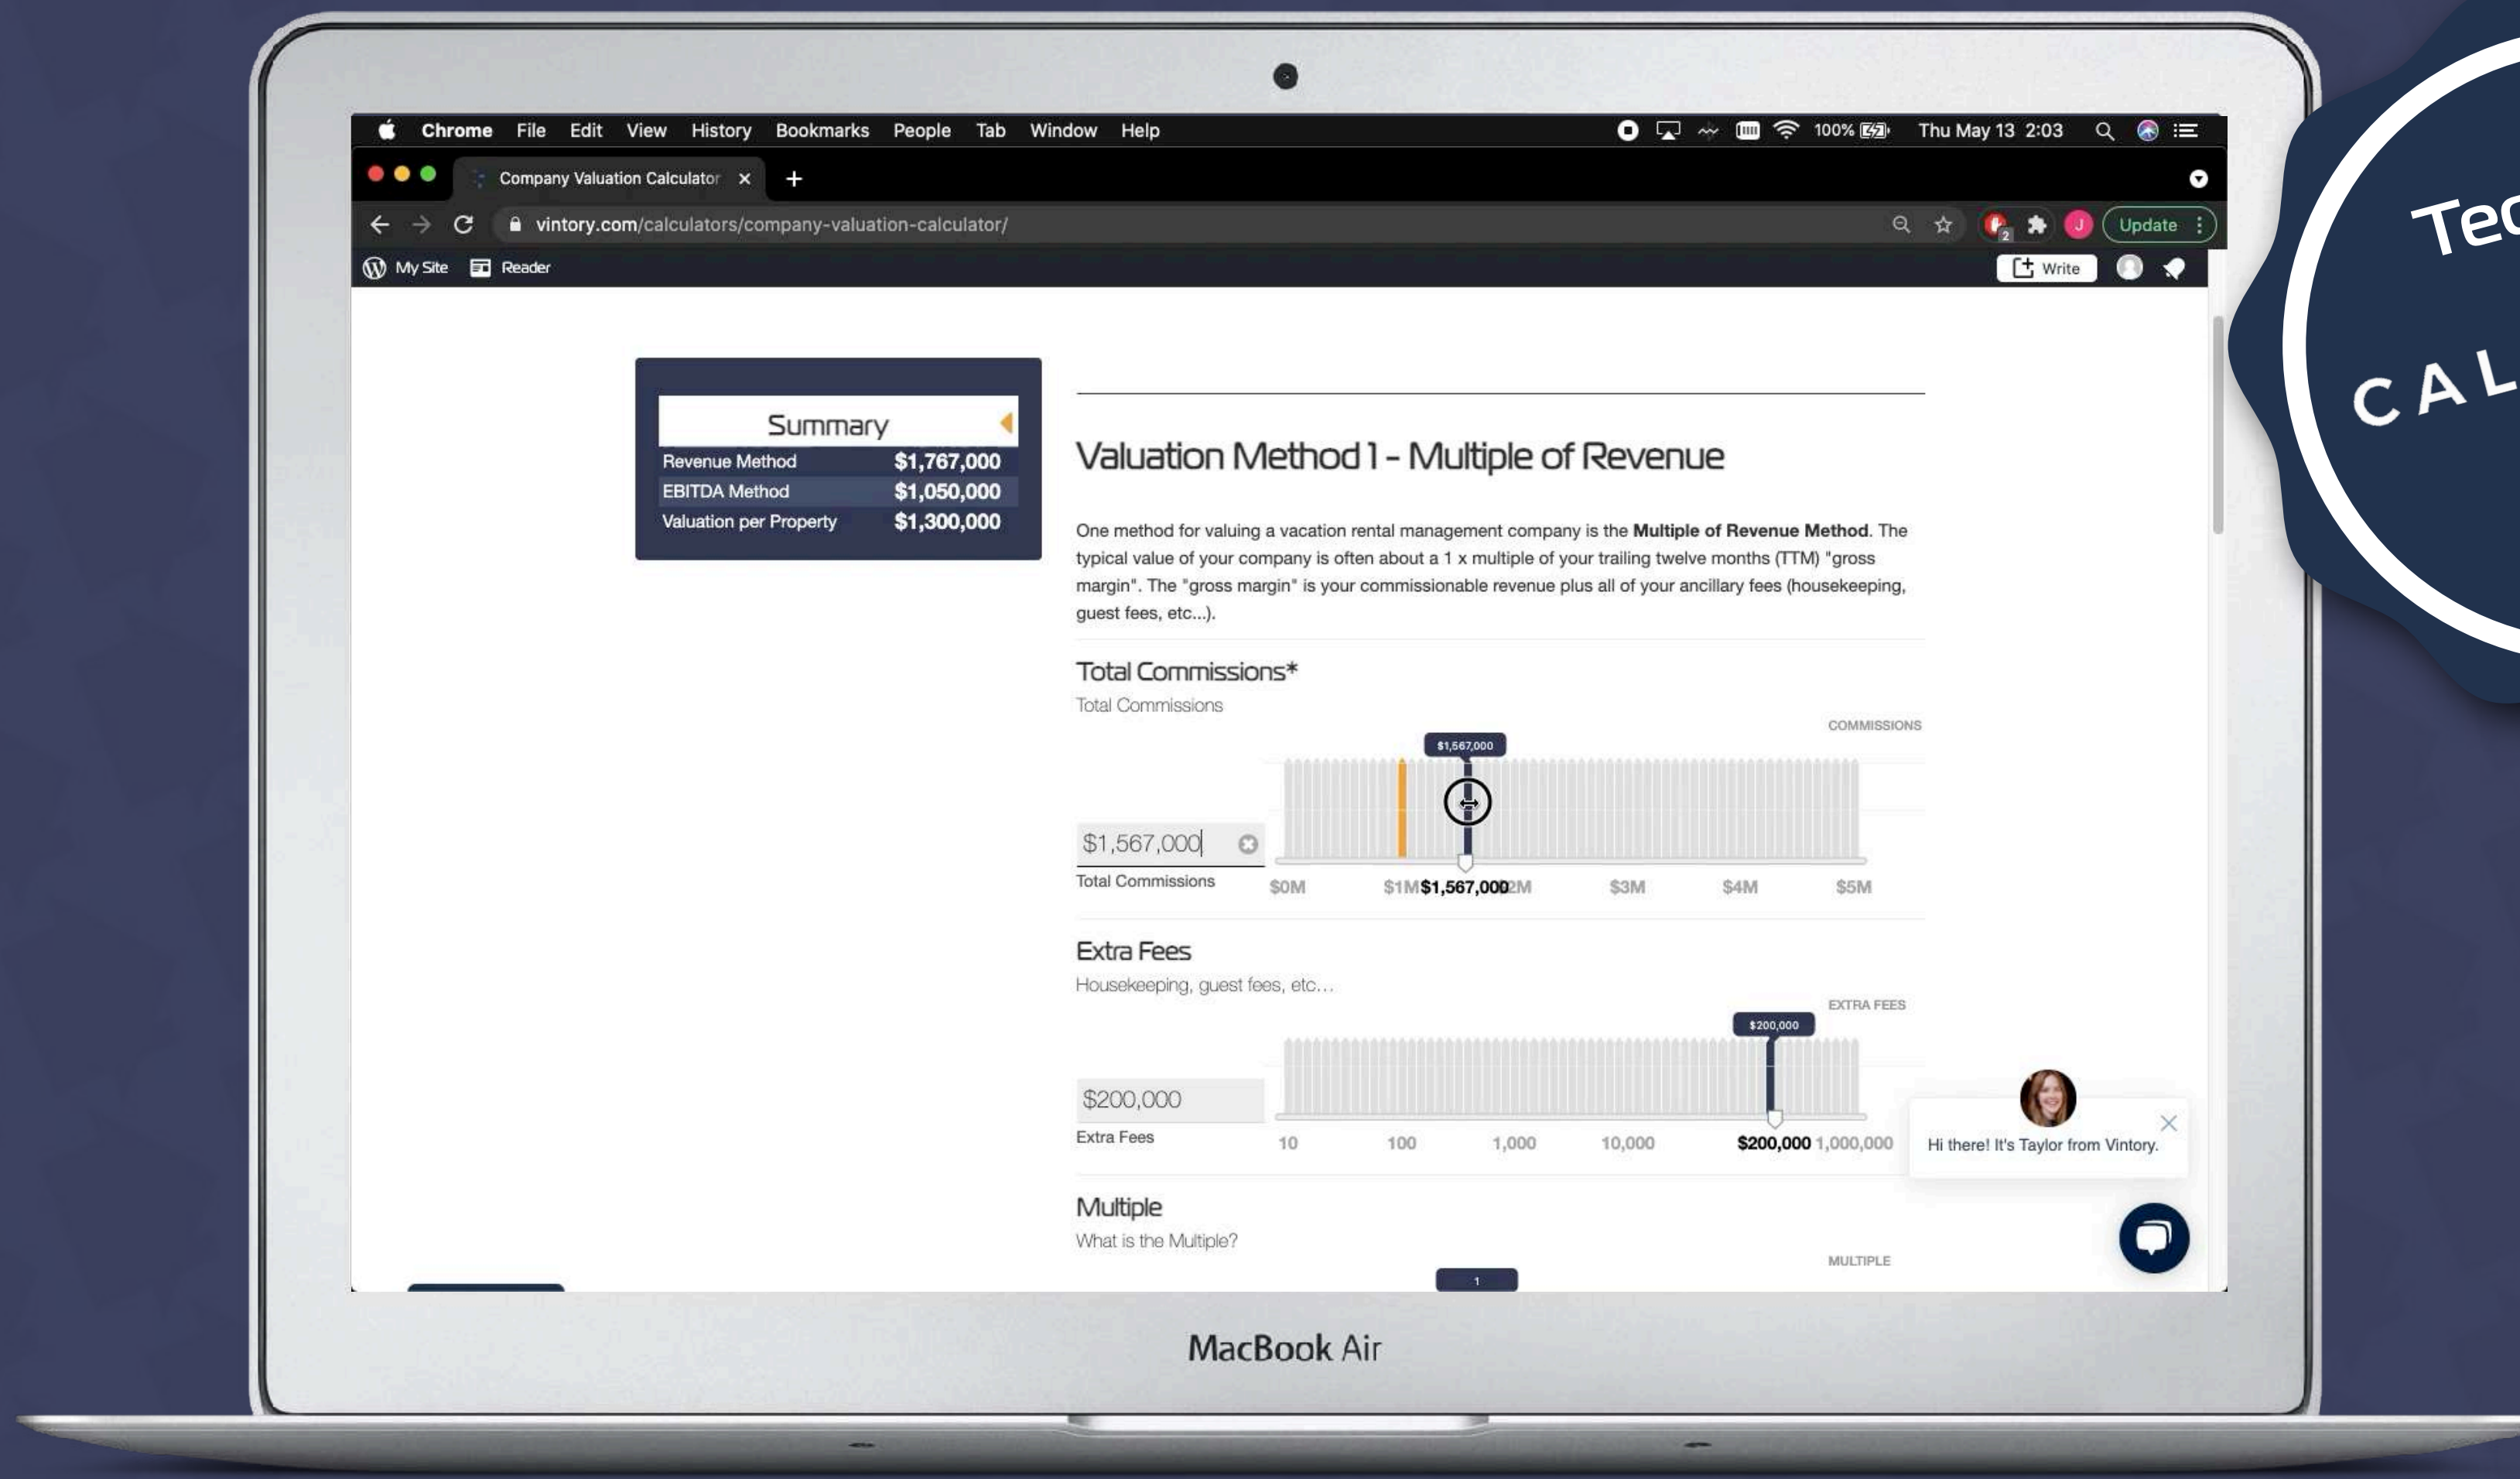 Chrome File Edit View History Bookmarks People Tab Window Help 100% Thu May 13 2:03
Company Valuation Calculator
vintory.com/calculators/company-valuation-calculator/ 2 J Update
My Site Reader Write
Summary
Revenue Method $1,767,000
EBITDA Method $1,050,000
Valuation per Property $1,300,000
Valuation Method 1 - Multiple of Revenue
One method for valuing a vacation rental management company is the Multiple of Revenue Method. The
typical value of your company is often about a 1 x multiple of your trailing twelve months (TTM) "gross
margin". The "gross margin" is your commissionable revenue plus all of your ancillary fees (housekeeping,
guest fees, etc...).
Total Commissions*
Total Commissions
COMMISSIONS
$1,567,000
$1,567,000
Total Commissions
$0M $1M $1,567,000 2M $3M $4M $5M
Extra Fees
Housekeeping, guest fees, etc...
EXTRA FEES
$200,000
$200,000
Extra Fees
10 100 1,000 10,000 $200,000 1,000,000
Hi there! It's Taylor from Vintory.
Multiple
What is the Multiple?
MULTIPLE
1
MacBook Air